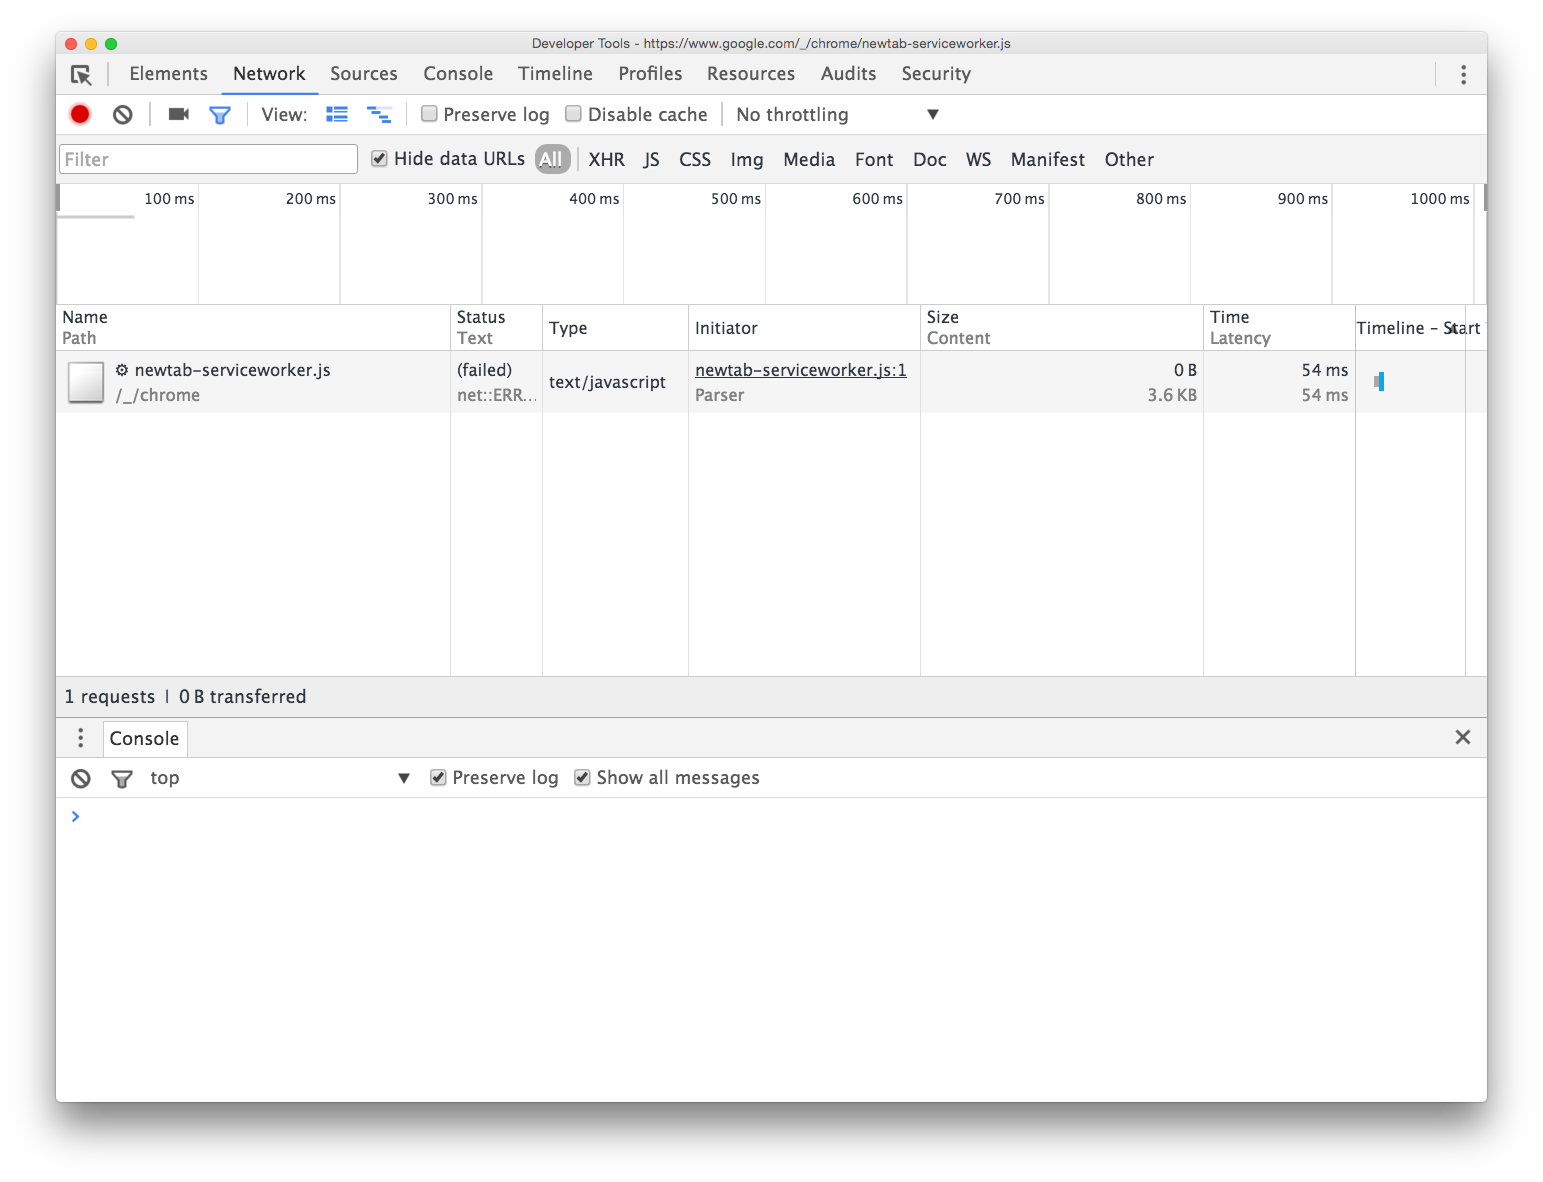 Developer Tools - https://www.google.com/_/chrome/newtab-serviceworker.js
Elements Network Sources Console Timeline Profiles Resources Audits Security
View: Preserve log Disable cache No throttling
Filter Hide data URLs All XHR JS CSS Img Media Font Doc WS Manifest Other
100 ms 200 ms 300 ms 400 ms 500 ms 600 ms 700 ms 800 ms 900 ms 1000 ms
Name Status Type Initiator Size Time Timeline – Start
Path Text Content Latency
newtab-serviceworker.js (failed) text/javascript newtab-serviceworker.js:1 0 B 54 ms
/_/chrome net::ERR... Parser 3.6 KB 54 ms
1 requests | 0 B transferred
Console
top Preserve log Show all messages
>